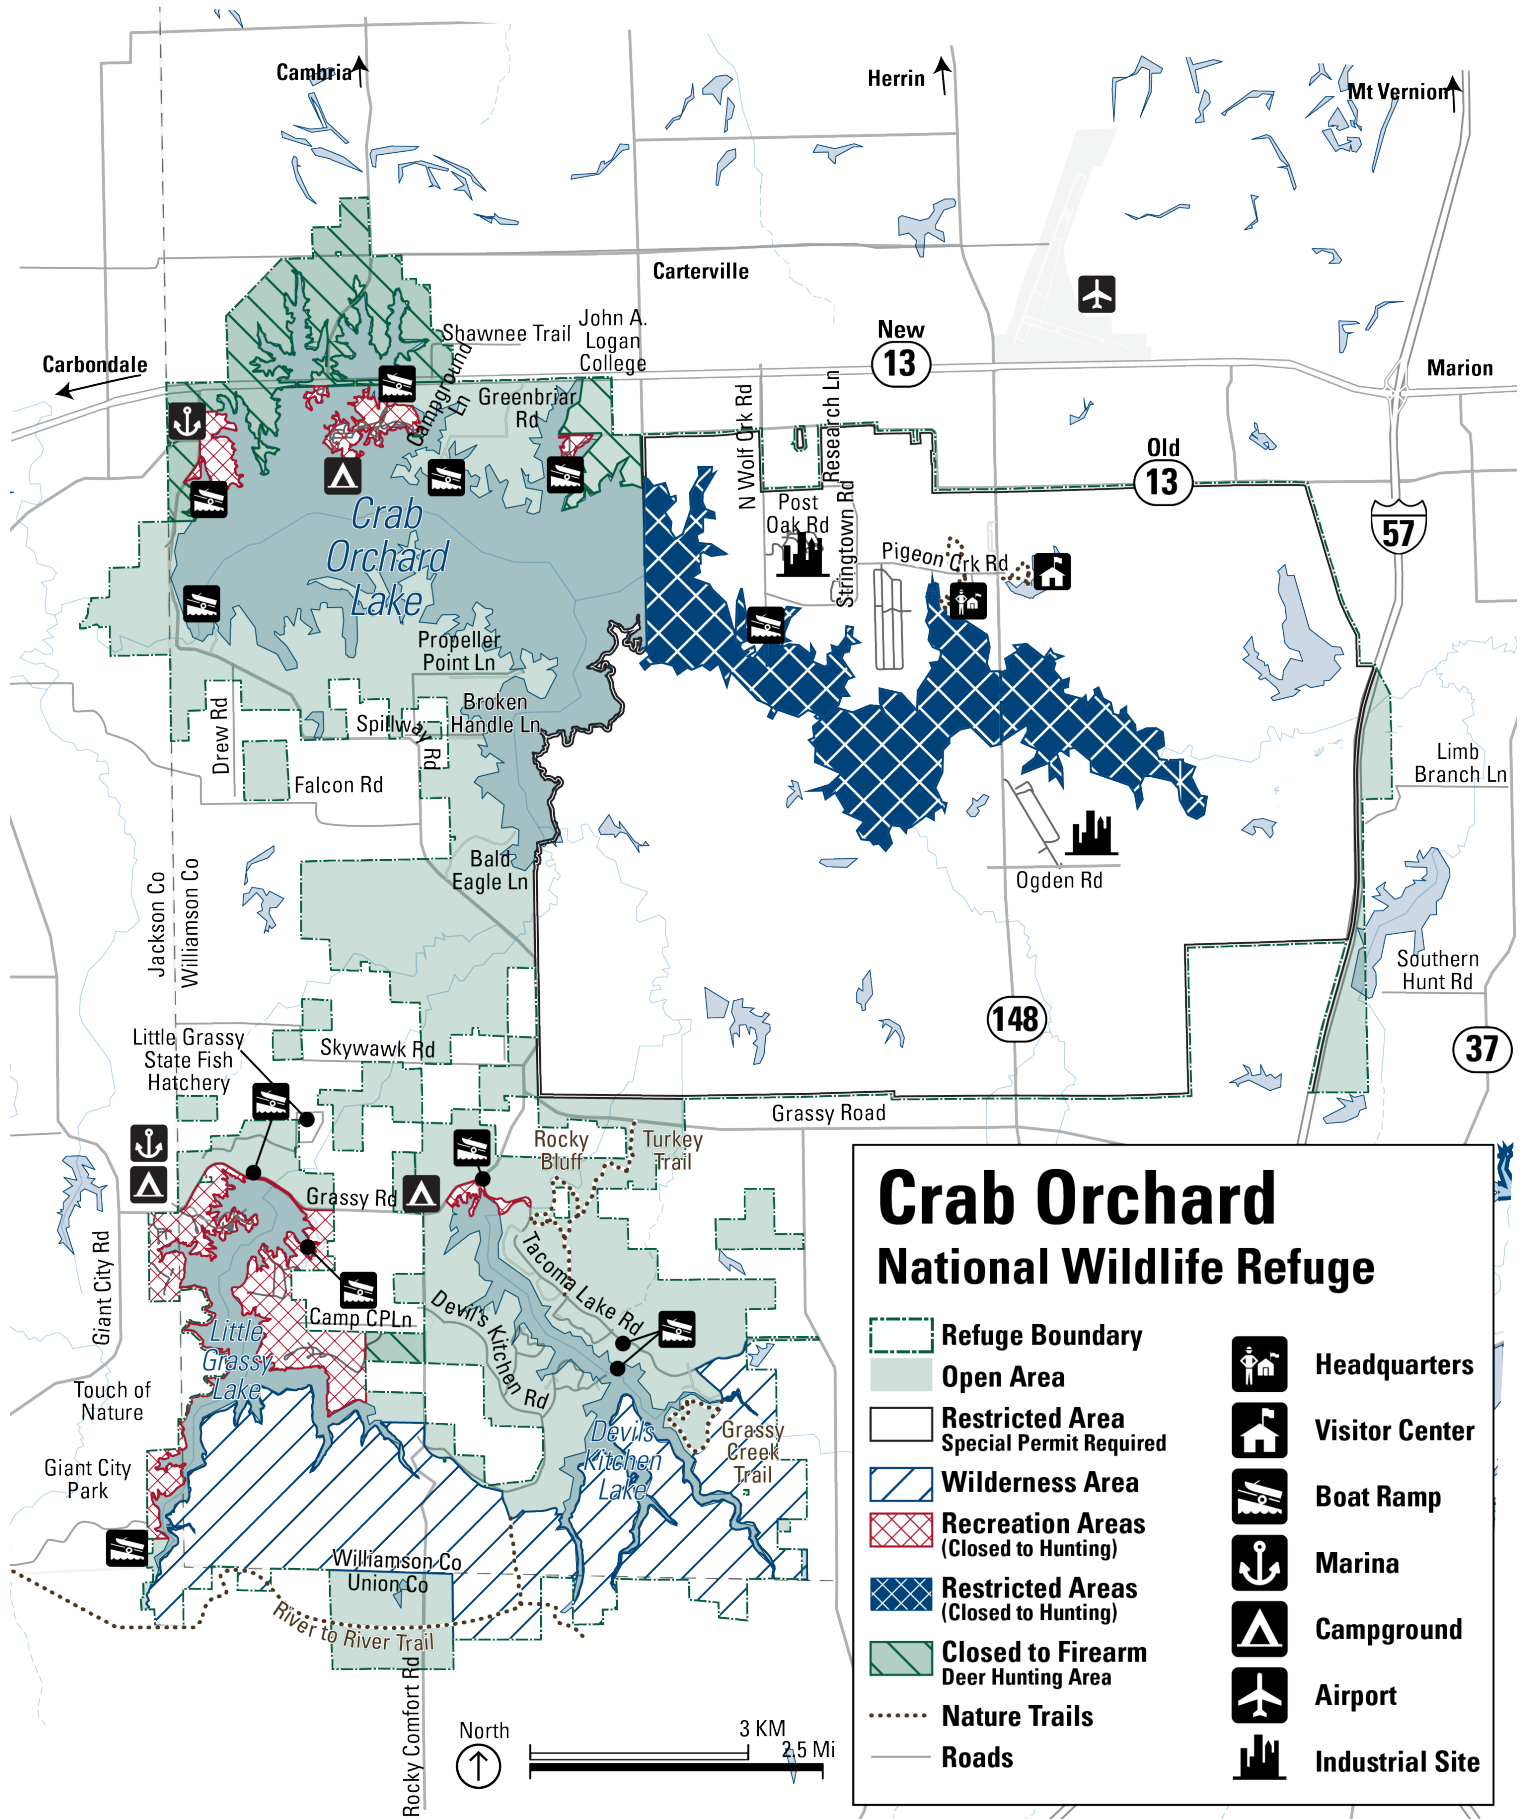 Cambria
Herrin
Mt Vernon
Carterville
Shawnee Trail
John A.
Logan
College
New
13
Carbondale
Marion
Campground
Ln
Greenbriar
Rd
N Wolf Crk Rd
Research Ln
Old
13
Post
Oak Rd
Stringtown Rd
57
Crab
Orchard
Lake
Pigeon Crk Rd
Propeller
Point Ln
Broken
Handle Ln
Drew Rd
Spillway Rd
Falcon Rd
Limb
Branch Ln
Bald
Eagle Ln
Ogden Rd
Jackson Co
Williamson Co
Southern
Hunt Rd
148
37
Little Grassy
State Fish
Hatchery
Skywawk Rd
Grassy Road
Rocky
Bluff
Turkey
Trail
Grassy Rd
Giant City Rd
Tacoma Lake Rd
Devil's Kitchen Rd
Camp CPLn
Little
Grassy
Lake
Touch of
Nature
Devils
Kitchen
Lake
Grassy
Creek
Trail
Giant City
Park
Williamson Co
Union Co
River to River Trail
Rocky Comfort Rd
North
3 KM
2.5 Mi
Crab Orchard
National Wildlife Refuge
Refuge Boundary
Open Area
Restricted Area
Special Permit Required
Wilderness Area
Recreation Areas
(Closed to Hunting)
Restricted Areas
(Closed to Hunting)
Closed to Firearm
Deer Hunting Area
Nature Trails
Roads
Headquarters
Visitor Center
Boat Ramp
Marina
Campground
Airport
Industrial Site